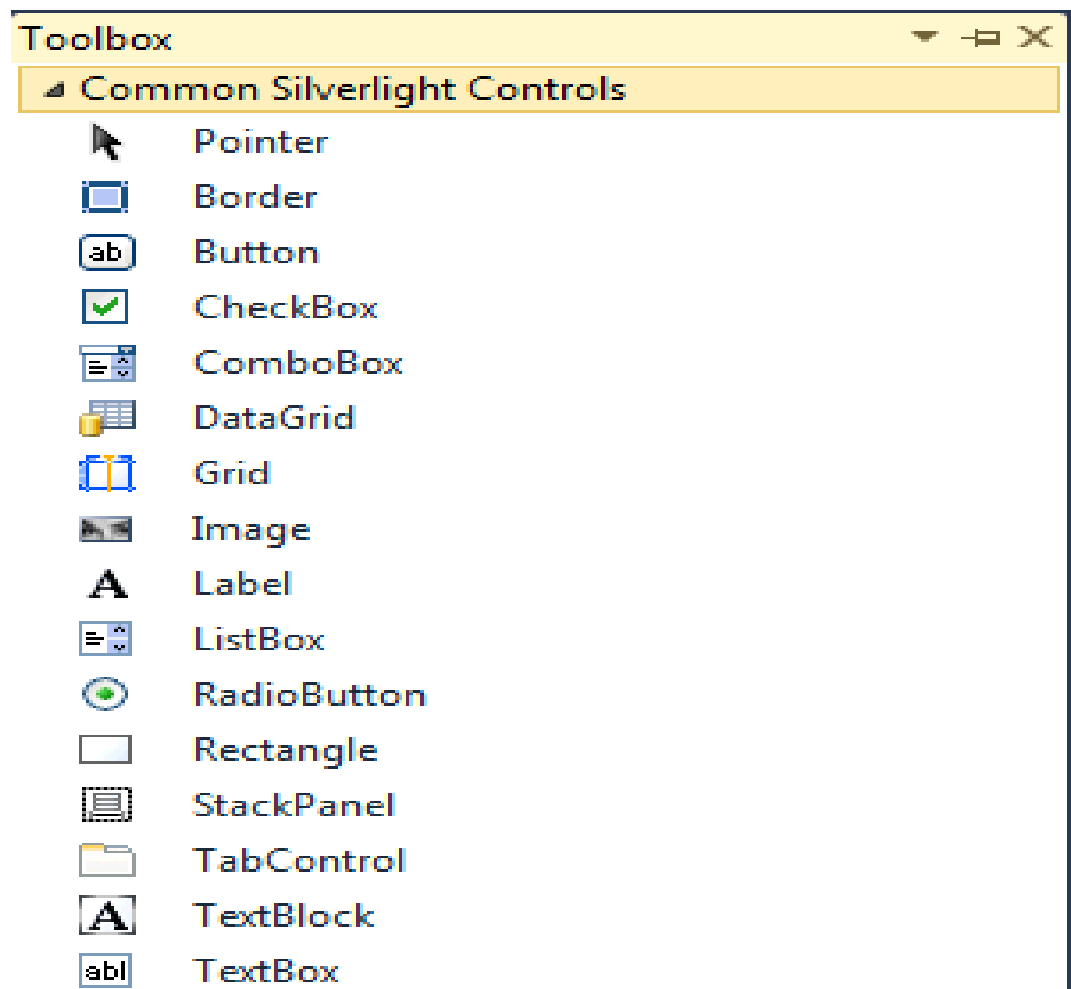 Toolbox
Common Silverlight Controls
Pointer
Border
ab Button
CheckBox
ComboBox
DataGrid
Grid
Image
A Label
ListBox
RadioButton
Rectangle
StackPanel
TabControl
A TextBlock
abl TextBox